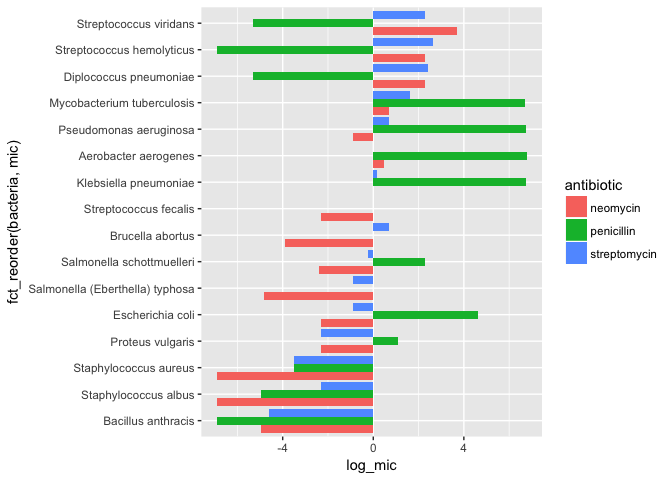 Streptococcus viridans
Streptococcus hemolyticus
Diplococcus pneumoniae
Mycobacterium tuberculosis
Pseudomonas aeruginosa
Aerobacter aerogenes
Klebsiella pneumoniae
Streptococcus fecalis
Brucella abortus
Salmonella schottmuelleri
Salmonella (Eberthella) typhosa
Escherichia coli
Proteus vulgaris
Staphylococcus aureus
Staphylococcus albus
Bacillus anthracis
fct_reorder(bacteria, mic)
-4 0 4
log_mic
antibiotic
neomycin
penicillin
streptomycin